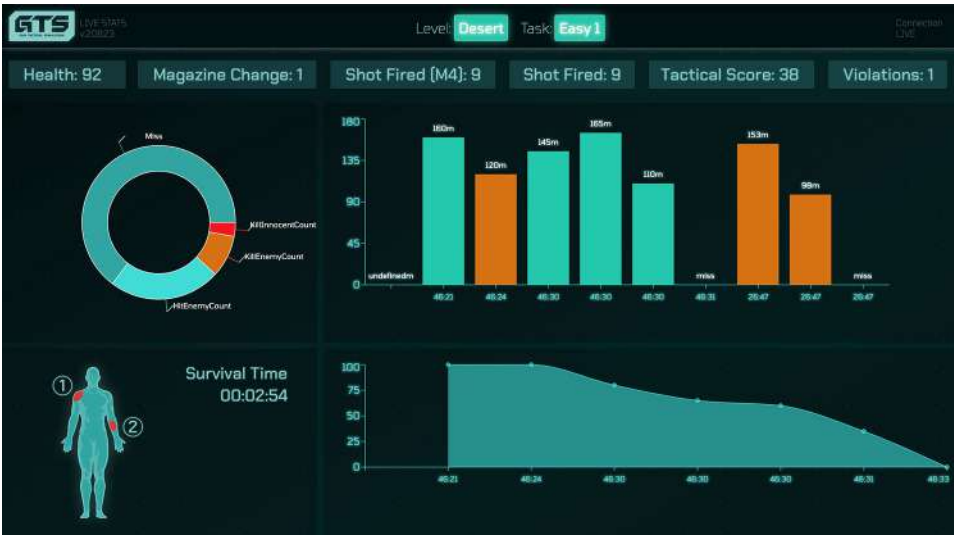 GTS
LIVE STATS
v.20823
Level: Desert Task: Easy 1
Connection
LIVE
Health: 92 Magazine Change: 1 Shot Fired (M4): 9 Shot Fired: 9 Tactical Score: 38 Violations: 1
Miss
KillInnocentCount
KillEnemyCount
HitEnemyCount
180
135
90
45
0
undefinedm 160m 120m 145m 165m 110m miss 153m 98m miss
46:21 46:24 46:30 46:30 46:30 46:31 26:47 26:47 26:47
1
2
Survival Time
00:02:54
100
75
50
25
0
46:21 46:24 46:30 46:30 46:30 46:31 46:33